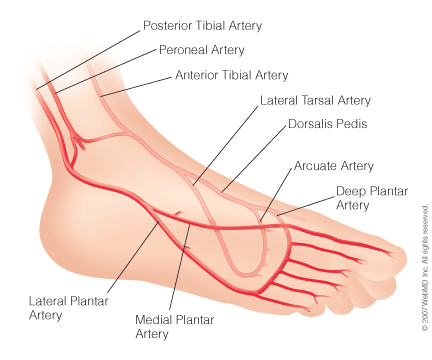 Posterior Tibial Artery
Peroneal Artery
Anterior Tibial Artery
Lateral Tarsal Artery
Dorsalis Pedis
Arcuate Artery
Deep Plantar
Artery
Lateral Plantar
Artery
Medial Plantar
Artery
© 2007 WebMD, Inc. All rights reserved.